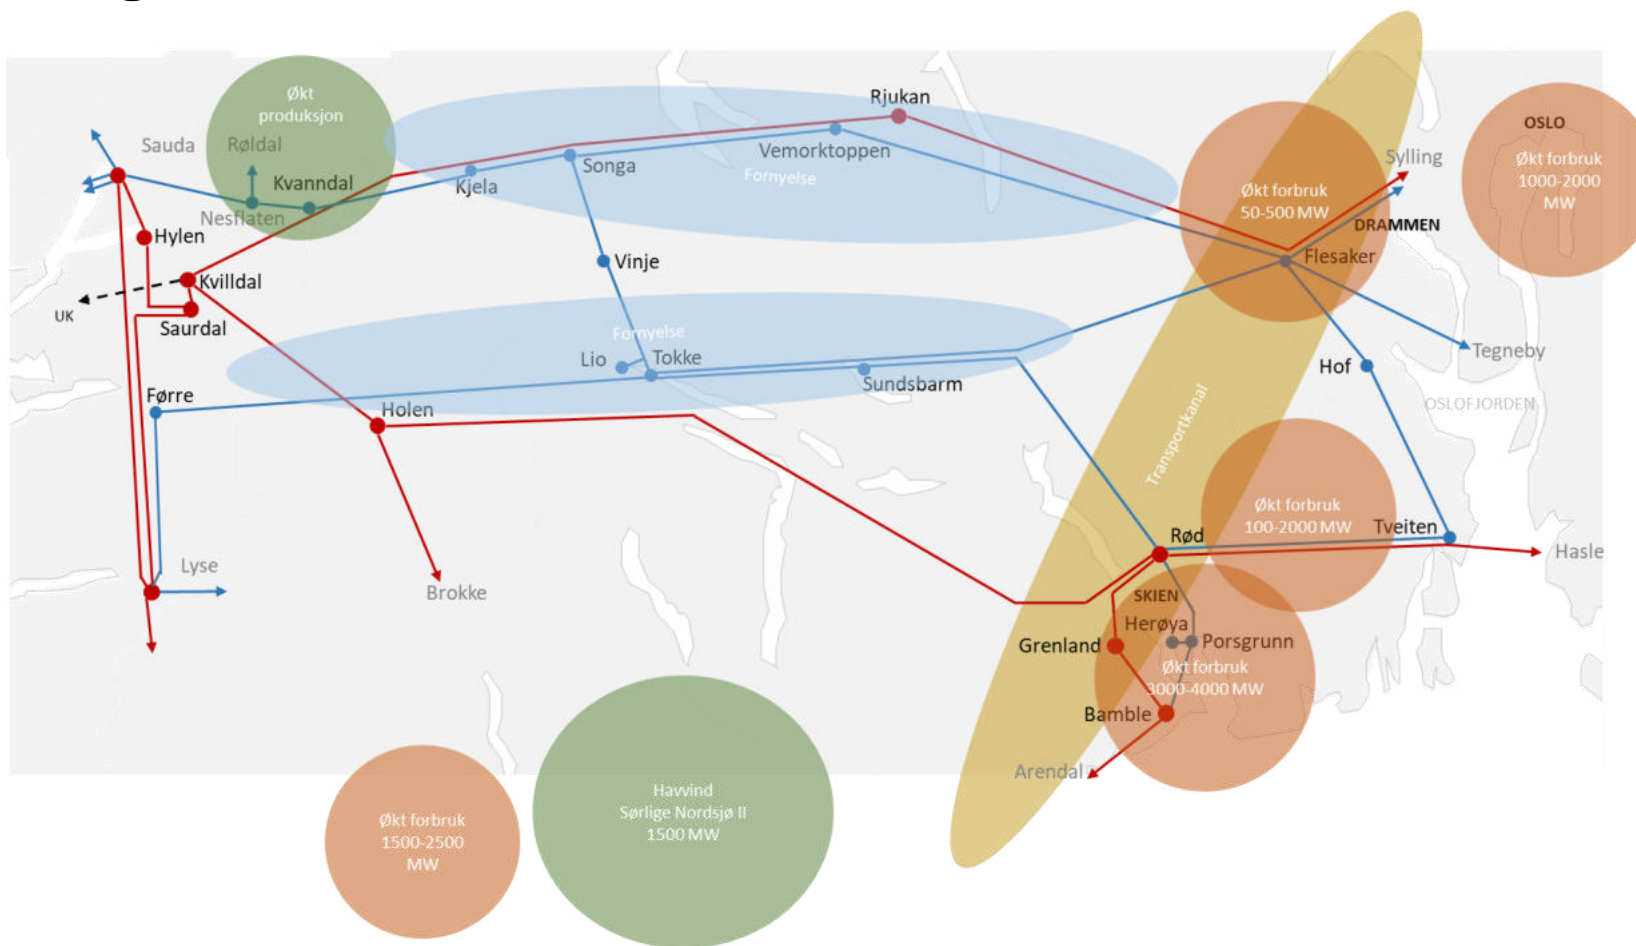 Økt
produksjon
Sauda
Røldal
Kvanndal
Nesflaten
Hylen
Kvilldal
UK
Saurdal
Førre
Lyse
Kjela
Songa
Vemorktoppen
Rjukan
Fornyelse
Vinje
Fornyelse
Lio
Tokke
Sundsbarm
Holen
Brokke
Økt forbruk
50-500 MW
Sylling
DRAMMEN
Flesaker
OSLO
Økt forbruk
1000-2000
MW
Tegneby
Hof
OSLOFJORDEN
Transportkanal
Økt forbruk
100-2000 MW
Tveiten
Rød
Hasle
SKIEN
Herøya
Grenland
Porsgrunn
Økt forbruk
3000-4000 MW
Bamble
Arendal
Økt forbruk
1500-2500
MW
Havvind
Sørlige Nordsjø II
1500 MW